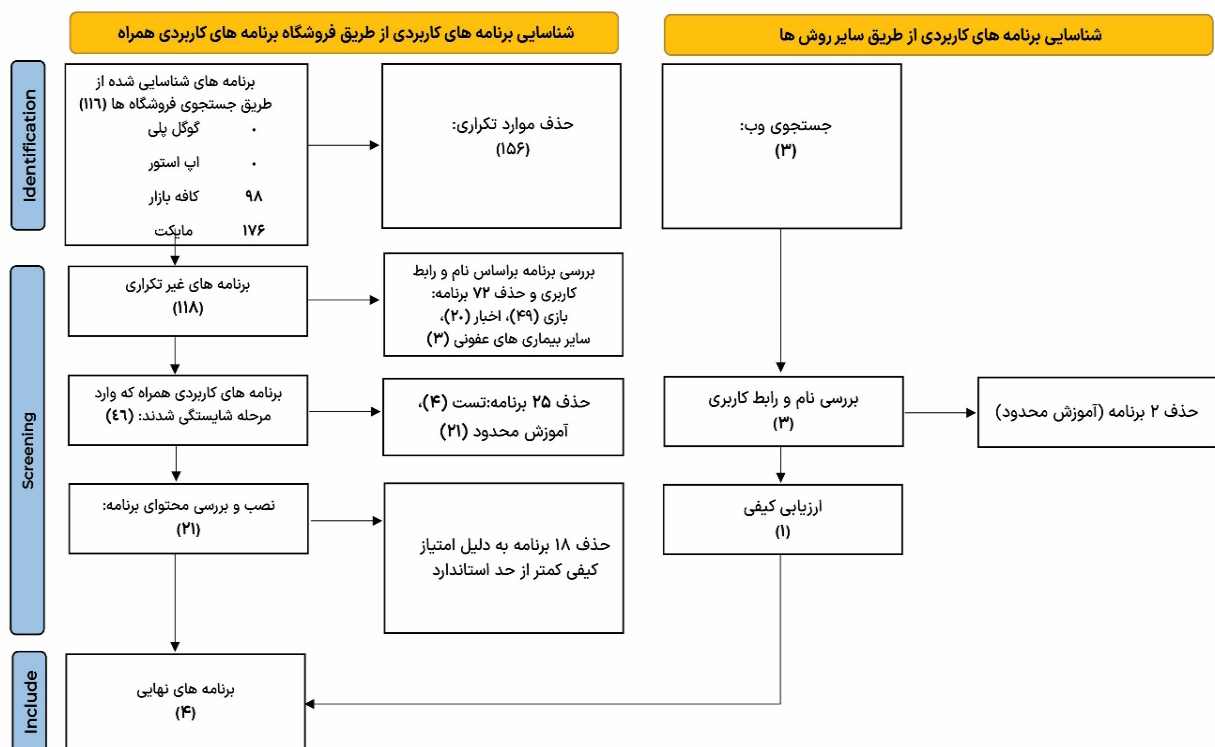 شناسایی برنامه های کاربردی از طریق فروشگاه برنامه های کاربردی همراه
شناسایی برنامه های کاربردی از طریق سایر روش ها
Identification
برنامه های شناسایی شده از
طریق جستجوی فروشگاه ها (١١٦)
گوگل پلی ۰
اپ استور ۰
کافه بازار ۹۸
مایکت ۱۷۶
حذف موارد تکراری:
(۱۵۶)
جستجوی وب:
(۳)
Screening
برنامه های غیر تکراری
(۱۱۸)
بررسی برنامه براساس نام و رابط
کاربری و حذف ۷۲ برنامه:
بازی (۴۹)، اخبار (۲۰)،
سایر بیماری های عفونی (۳)
برنامه های کاربردی همراه که وارد
مرحله شایستگی شدند: (٤٦)
حذف ۲۵ برنامه:تست (۴)،
آموزش محدود (۲۱)
بررسی نام و رابط کاربری
(۳)
حذف ۲ برنامه (آموزش محدود)
نصب و بررسی محتوای برنامه:
(۲۱)
حذف ۱۸ برنامه به دلیل امتیاز
کیفی کمتر از حد استاندارد
ارزیابی کیفی
(۱)
Include
برنامه های نهایی
(۴)